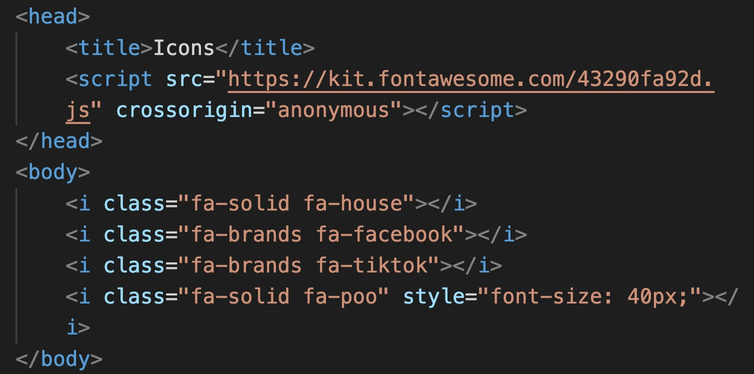 <head>
<title>Icons</title>
<script src="https://kit.fontawesome.com/43290fa92d.
js" crossorigin="anonymous"></script>
</head>
<body>
<i class="fa-solid fa-house"></i>
<i class="fa-brands fa-facebook"></i>
<i class="fa-brands fa-tiktok"></i>
<i class="fa-solid fa-poo" style="font-size: 40px;"></
i>
</body>